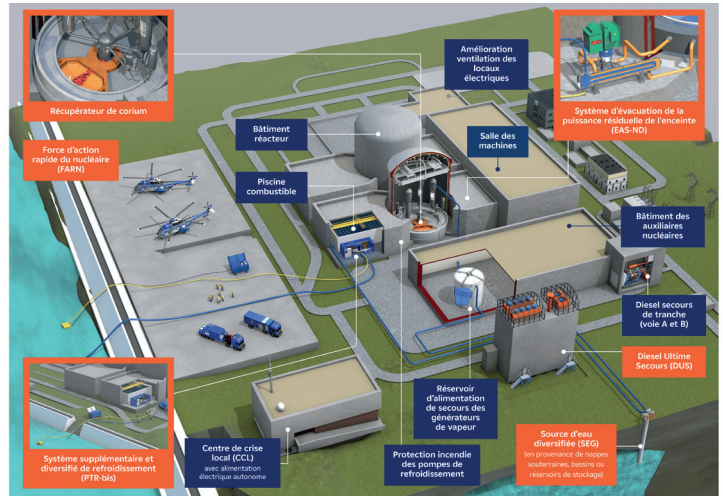 Récupérateur de corium
Force d'action
rapide du nucléaire
(FARN)
Bâtiment
réacteur
Piscine
combustible
Amélioration
ventilation des
locaux
électriques
Salle des
machines
Système d'évacuation de la
puissance résiduelle de l'enceinte
(EAS-ND)
Bâtiment des
auxiliaires
nucléaires
Diesel secours
de tranche
(voie A et B)
Diesel Ultime
Secours (DUS)
Système supplémentaire et
diversifié de refroidissement
(PTR-bis)
Centre de crise
local (CCL)
avec alimentation
électrique autonome
Protection incendie
des pompes de
refroidissement
Réservoir
d'alimentation
de secours des
générateurs
de vapeur
Source d'eau
diversifiée (SEG)
(en provenance de nappes
souterraines, bassins ou
réservoirs de stockage)